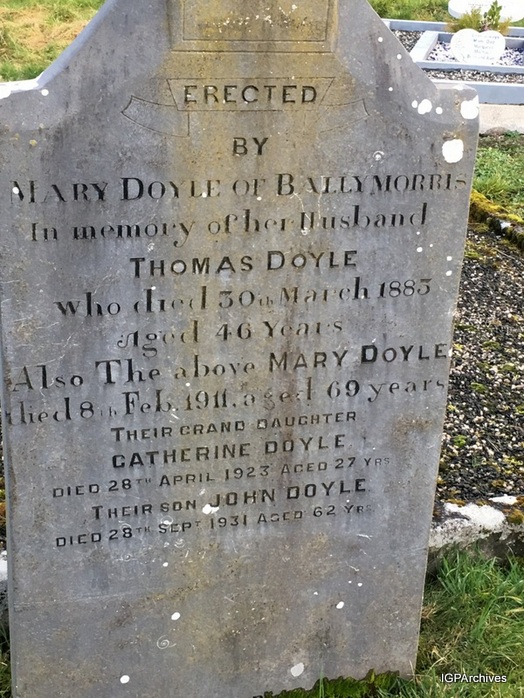 ERECTED
BY
MARY DOYLE OF BALLYMORRIS
In memory of her Husband
THOMAS DOYLE
who died 30th March 1883
Aged 46 Years
Also The above MARY DOYLE
died 8th Feb. 1911. aged 69 years
THEIR GRAND DAUGHTER
CATHERINE DOYLE
DIED 28TH APRIL 1923 AGED 27 YRS
THEIR SON JOHN DOYLE
DIED 28TH SEPT 1931 AGED 62 YRS
IGPArchives